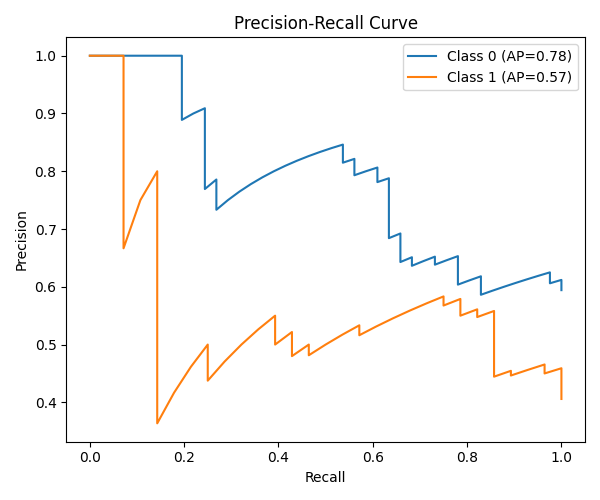 Precision-Recall Curve
Class 0 (AP=0.78)
Class 1 (AP=0.57)
Precision
1.0
0.9
0.8
0.7
0.6
0.5
0.4
0.0 0.2 0.4 0.6 0.8 1.0
Recall